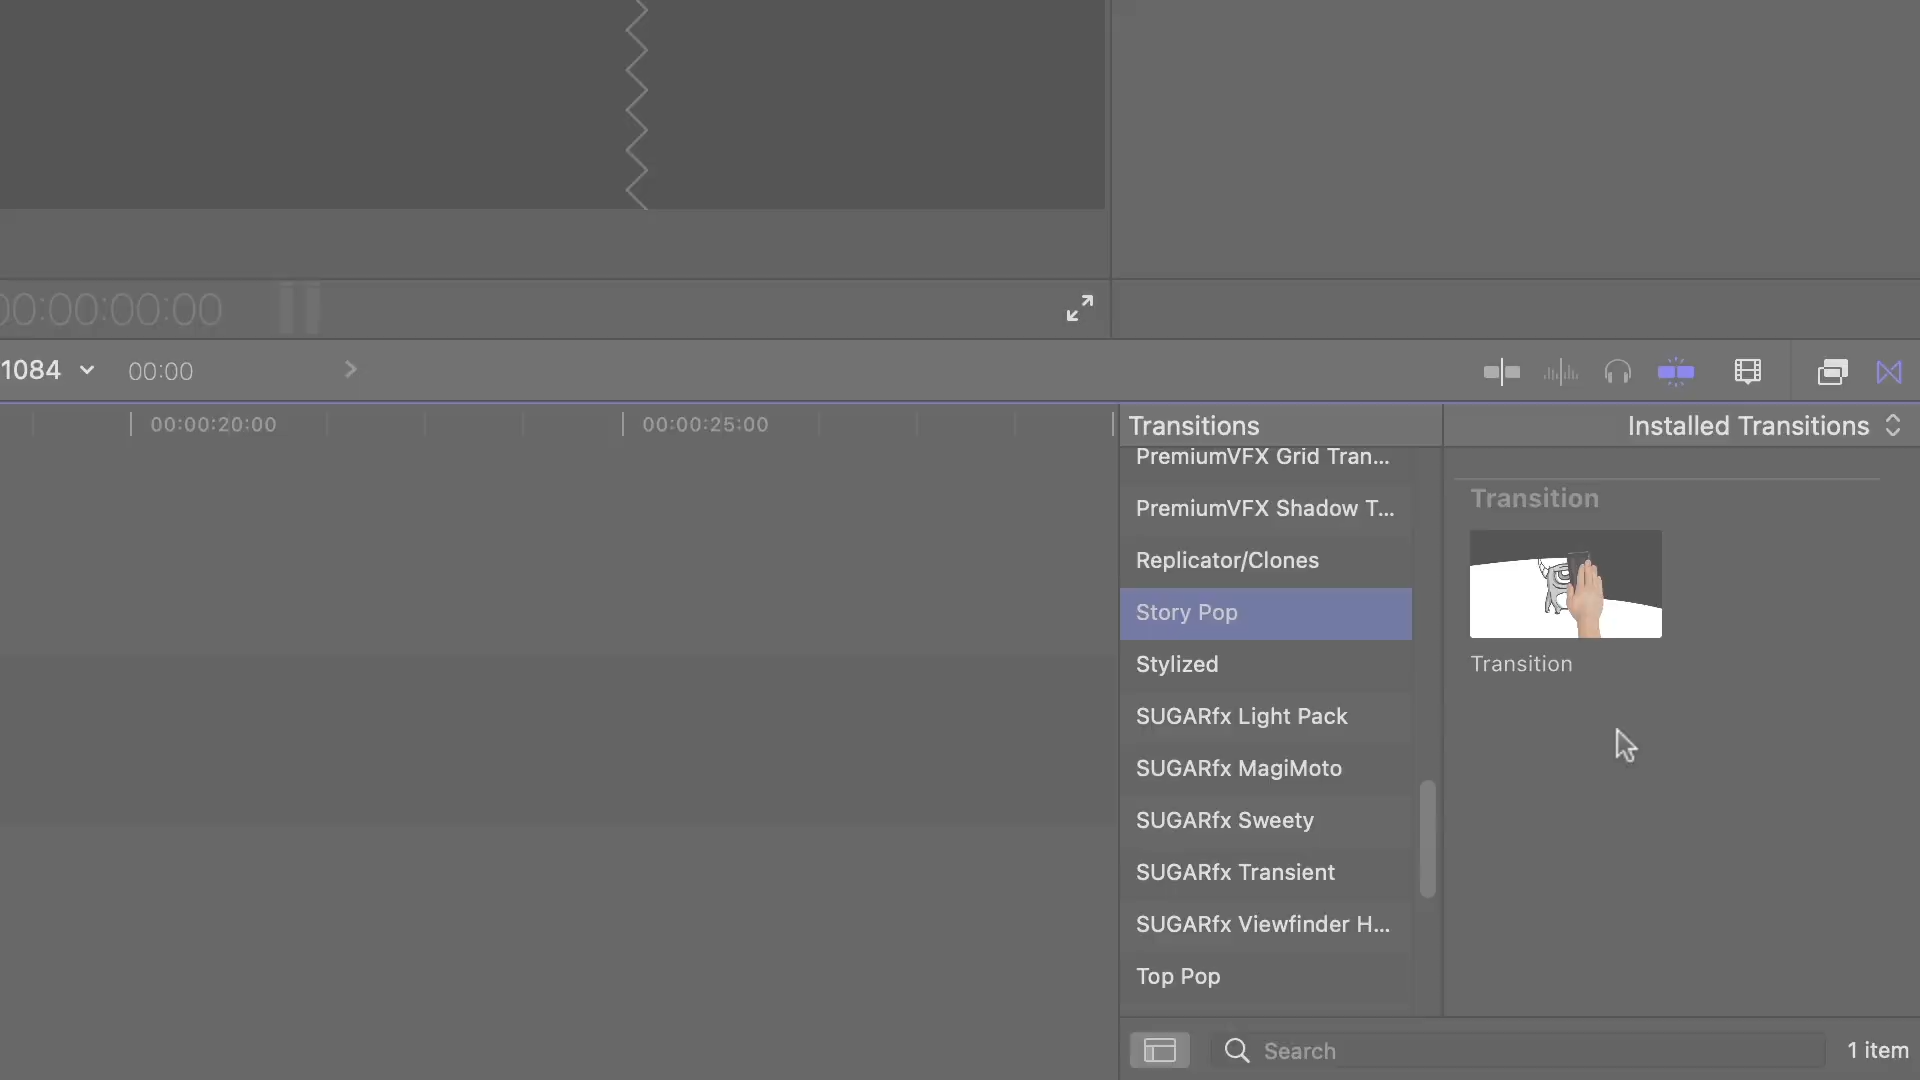 00:00:00:00
1084
00:00
00:00:20:00
00:00:25:00
Transitions
Installed Transitions
PremiumVFX Grid Tran...
PremiumVFX Shadow T...
Replicator/Clones
Story Pop
Stylized
SUGARfx Light Pack
SUGARfx MagiMoto
SUGARfx Sweety
SUGARfx Transient
SUGARfx Viewfinder H...
Top Pop
Transition
Transition
Search
1 item